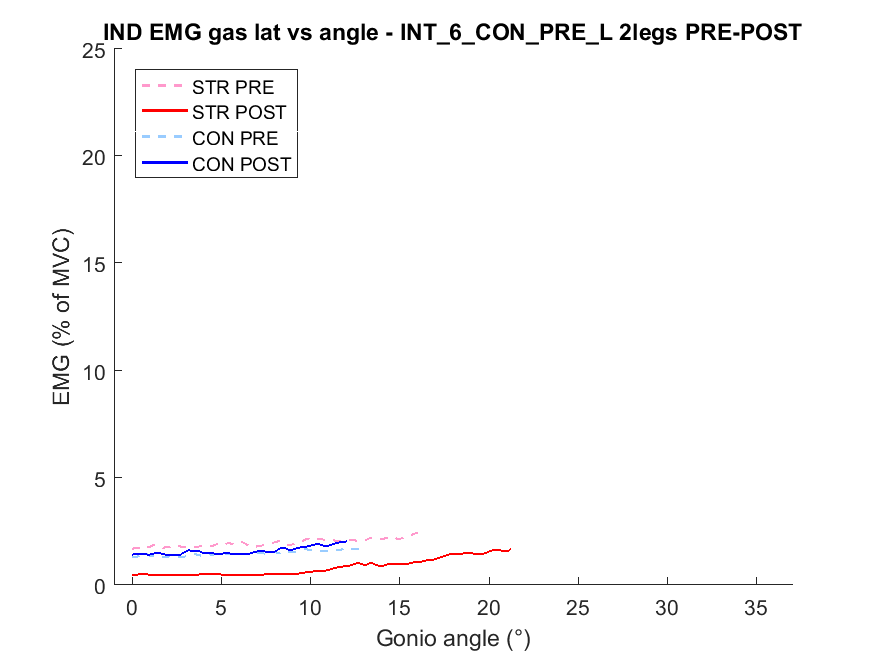 IND EMG gas lat vs angle - INT_6_CON_PRE_L 2legs PRE-POST
25
20
15
10
5
0
EMG (% of MVC)
STR PRE
STR POST
CON PRE
CON POST
0 5 10 15 20 25 30 35
Gonio angle (°)